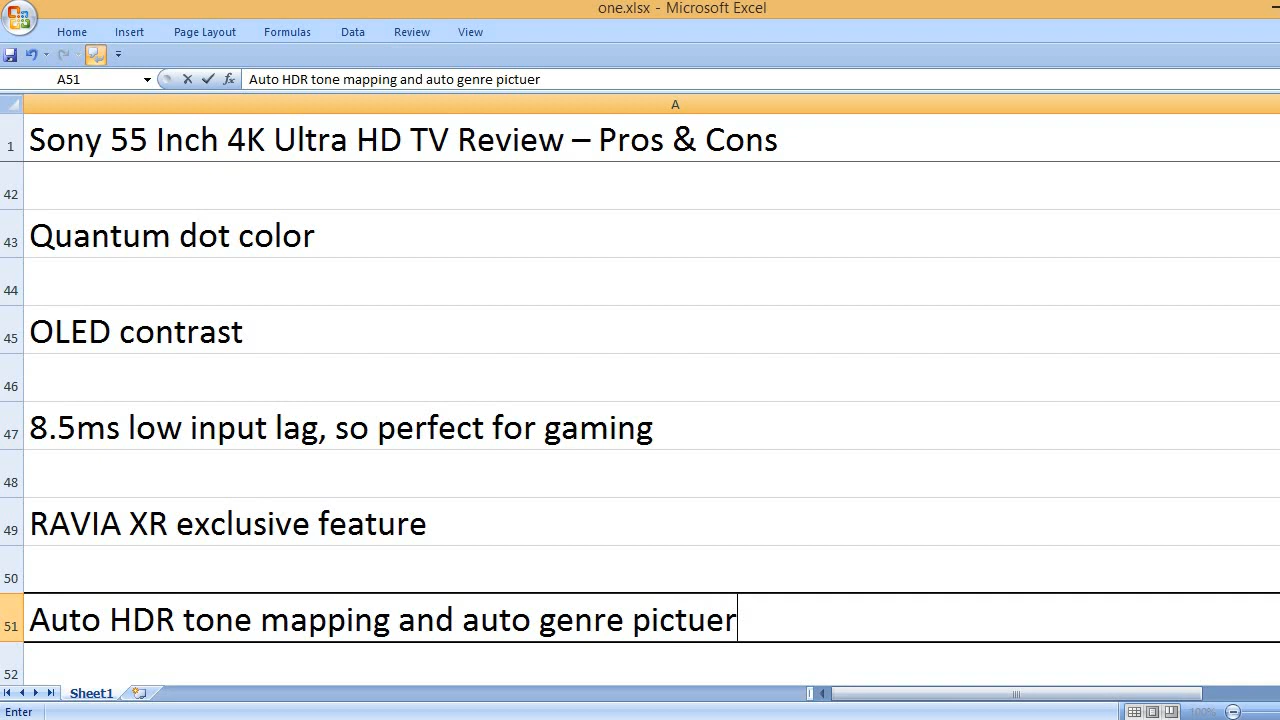 one.xlsx - Microsoft Excel
Home Insert Page Layout Formulas Data Review View
A51 fx Auto HDR tone mapping and auto genre pictuer
A
1 Sony 55 Inch 4K Ultra HD TV Review – Pros & Cons
42
43 Quantum dot color
44
45 OLED contrast
46
47 8.5ms low input lag, so perfect for gaming
48
49 RAVIA XR exclusive feature
50
51 Auto HDR tone mapping and auto genre pictuer
52
Sheet1
Enter 100%